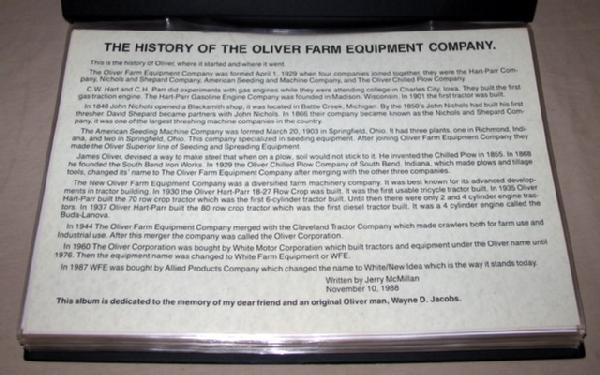 THE HISTORY OF THE OLIVER FARM EQUIPMENT COMPANY.
This is the history of Oliver, where it started and where it went.
The Oliver Farm Equipment Company was formed April 1, 1929 when four companies joined together they were the Hart-Parr Com-
pany, Nichols and Shepard Company, American Seeding and Machine Company, and The Oliver Chilled Plow Company
C.W. Hart and C.H. Parr did experiments with gas engines while they were attending college in Charles City, Iowa. They built the first
gas traction engine. The Hart-Parr Gasoline Engine Company was founded in Madison, Wisconsin. In 1901 the first tractor was built.
In 1848 John Nichols opened a Blacksmith shop, it was located in Battle Creek, Michigan. By the 1850's John Nichols had built his first
thresher David Shepard became partners with John Nichols. In 1866 their company became known as the Nichols and Shepard Com-
pany, it was one of the largest threshing machine companies in the country.
The American Seeding Machine Company was formed March 20, 1903 in Springfield, Ohio. It had three plants, one in Richmond, Indi-
ana, and two in Springfield, Ohio. This company specialized in seeding equipment. After joining Oliver Farm Equipment Company they
made the Oliver Superior line of Seeding and Spreading Equipment.
James Oliver, devised a way to make steel that when on a plow, soil would not stick to it. He invented the Chilled Plow in 1855. In 1868
he founded the South Bend Iron Works. In 1929 the Oliver Chilled Plow Company of South Bend, Indiana, which made plows and tillage
tools, changed its' name to The Oliver Farm Equipment Company after merging with the other three companies.
The New Oliver Farm Equipment Company was a diversified farm machinery company. It was best known for its advanced develop-
ments in tractor building. In 1930 the Oliver Hart-Parr 18-27 Row Crop was built. It was the first usable tricycle tractor built. In 1935 Oliver
Hart-Parr built the 70 row crop tractor which was the first 6-cylinder tractor built. Until then there were only 2 and 4 cylinder engine trac-
tors. In 1937 Oliver Hart-Parr built the 80 row crop tractor which was the first diesel tractor built. It was a 4 cylinder engine called the
Buda-Lanova.
In 1944 The Oliver Farm Equipment Company merged with the Cleveland Tractor Company which made crawlers both for farm use and
Industrial use. After this merger the company was called the Oliver Corporation.
In 1960 The Oliver Corporation was bought by White Motor Corporation which built tractors and equipment under the Oliver name until
1976. Then the equipment name was changed to White Farm Equipment or WFE.
In 1987 WFE was bought by Allied Products Company which changed the name to White/New Idea which is the way it stands today.
Written by Jerry McMillan
November 10, 1988
This album is dedicated to the memory of my dear friend and an original Oliver man, Wayne D. Jacobs.